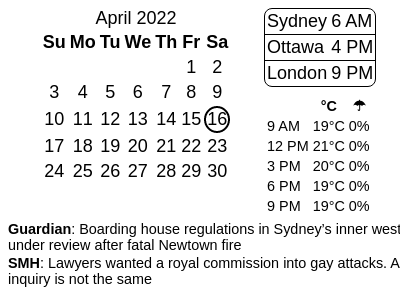 April 2022
Su Mo Tu We Th Fr Sa
1 2
3 4 5 6 7 8 9
10 11 12 13 14 15 16
17 18 19 20 21 22 23
24 25 26 27 28 29 30
Sydney 6 AM
Ottawa 4 PM
London 9 PM
°C ☂
9 AM 19°C 0%
12 PM 21°C 0%
3 PM 20°C 0%
6 PM 19°C 0%
9 PM 19°C 0%
Guardian: Boarding house regulations in Sydney's inner west
under review after fatal Newtown fire
SMH: Lawyers wanted a royal commission into gay attacks. A
inquiry is not the same